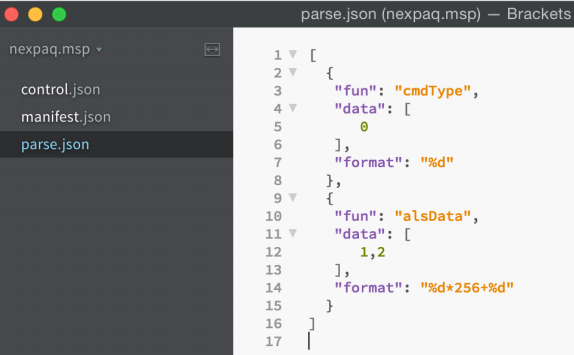 parse.json (nexpaq.msp) — Brackets
nexpaq.msp
control.json
manifest.json
parse.json
1 [
2 {
3 "fun": "cmdType",
4 "data": [
5 0
6 ],
7 "format": "%d"
8 },
9 {
10 "fun": "alsData",
11 "data": [
12 1,2
13 ],
14 "format": "%d*256+%d"
15 }
16 ]
17